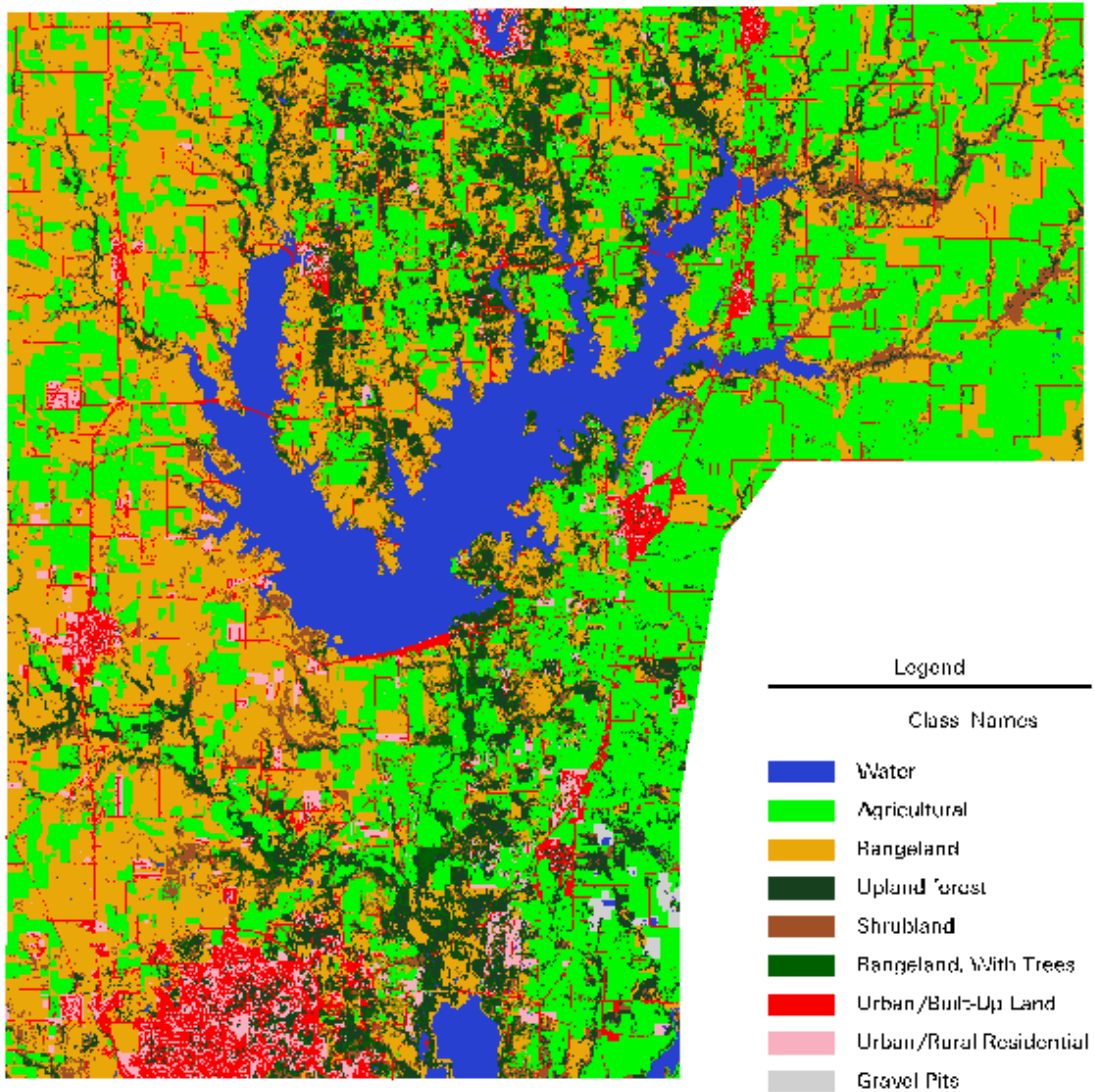 Legend
Class Names
Water
Agricultural
Rangeland
Upland forest
Shrubland
Rangeland, With Trees
Urban/Built-Up Land
Urban/Rural Residential
Gravel Pits